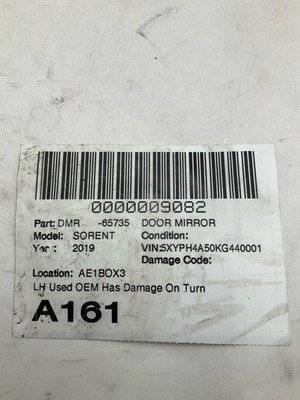 0000009082
Part: DMR -65735 DOOR MIRROR
Model: SORENT Condition:
Year: 2019 VIN:5XYPH4A50KG440001
Damage Code:
Location: AE1BOX3
LH Used OEM Has Damage On Turn
A161